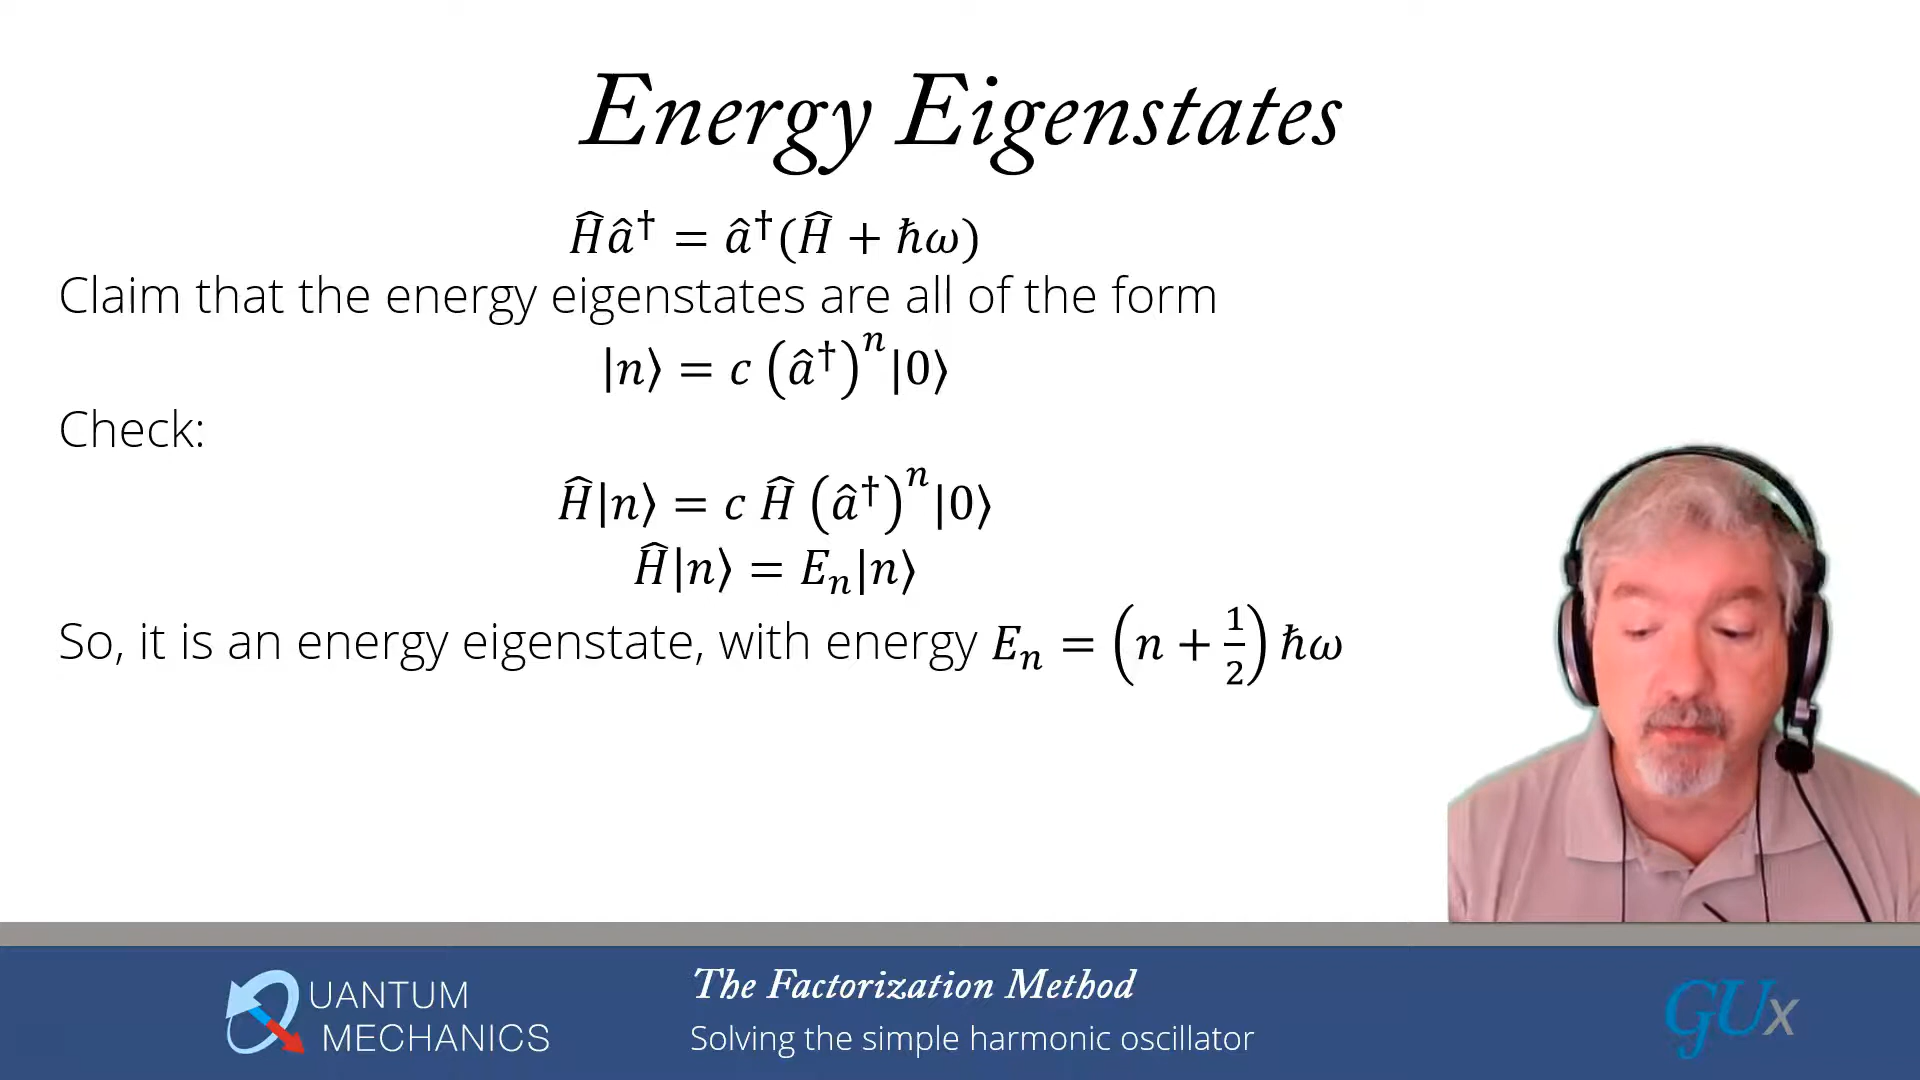 Energy Eigenstates
Ĥâ† = â†(Ĥ + ħω)
Claim that the energy eigenstates are all of the form
|n⟩ = c (â†)ⁿ|0⟩
Check:
Ĥ|n⟩ = c Ĥ (â†)ⁿ|0⟩
Ĥ|n⟩ = Eₙ|n⟩
So, it is an energy eigenstate, with energy Eₙ = (n + 1/2) ħω
QUANTUM
MECHANICS
The Factorization Method
Solving the simple harmonic oscillator
GUx